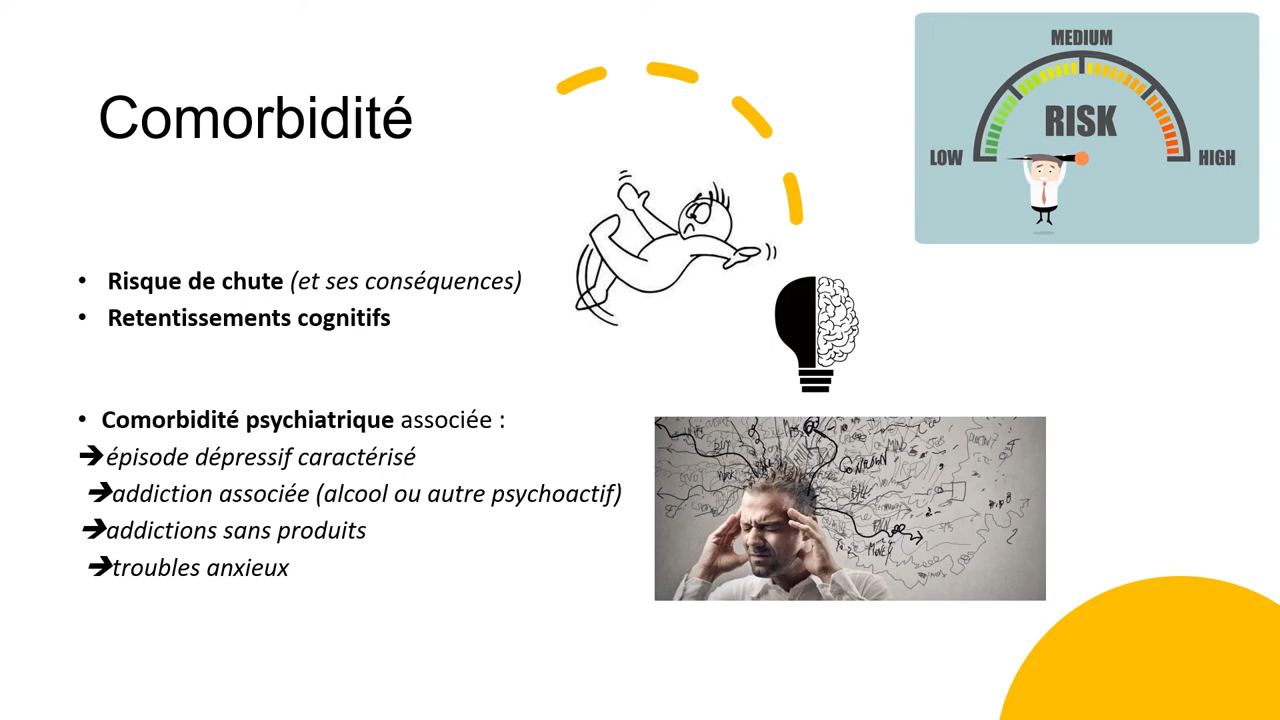 Comorbidité
MEDIUM
RISK
LOW
HIGH
• Risque de chute (et ses conséquences)
• Retentissements cognitifs
• Comorbidité psychiatrique associée :
➔épisode dépressif caractérisé
➔addiction associée (alcool ou autre psychoactif)
➔addictions sans produits
➔troubles anxieux
MONEY